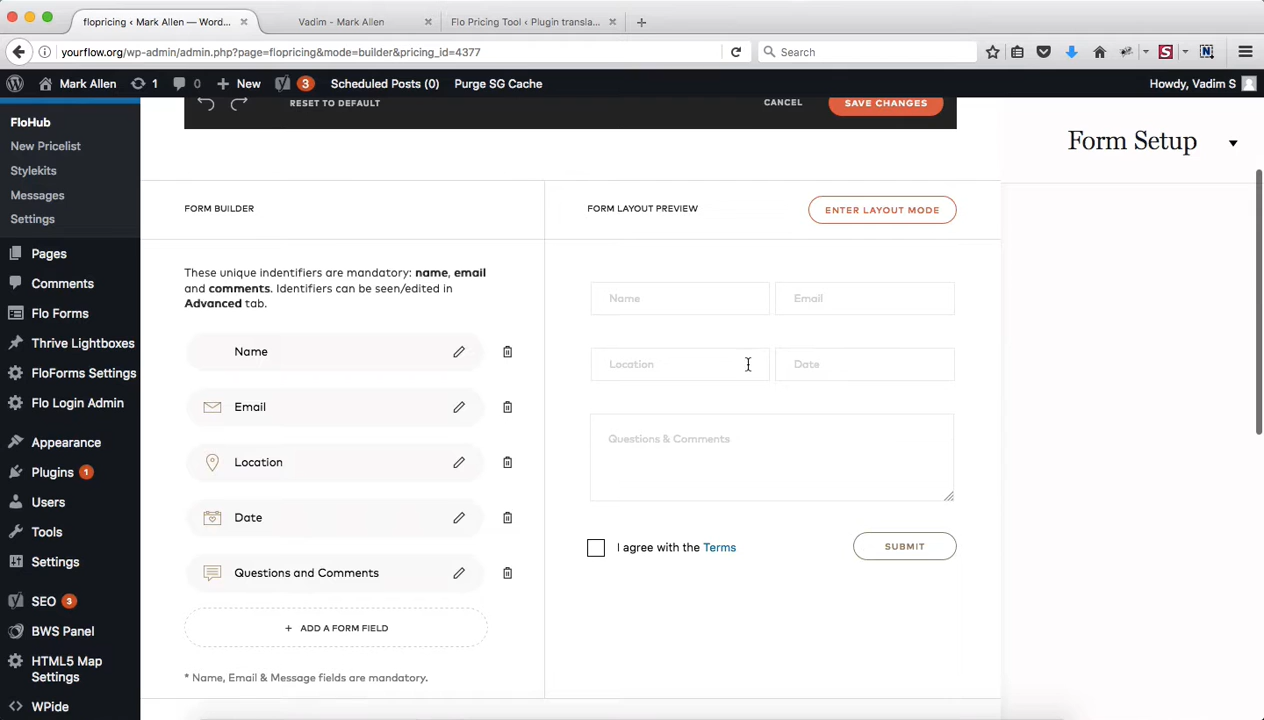 flopricing ‹ Mark Allen — Word...
Vadim - Mark Allen
Flo Pricing Tool ‹ Plugin transla...
yourflow.org/wp-admin/admin.php?page=flopricing&mode=builder&pricing_id=4377
Search
Mark Allen
1
0
New
3
Scheduled Posts (0)
Purge SG Cache
Howdy, Vadim S
FloHub
New Pricelist
Stylekits
Messages
Settings
Pages
Comments
Flo Forms
Thrive Lightboxes
FloForms Settings
Flo Login Admin
Appearance
Plugins 1
Users
Tools
Settings
SEO 3
BWS Panel
HTML5 Map
Settings
WPide
RESET TO DEFAULT
CANCEL
SAVE CHANGES
FORM BUILDER
These unique indentifiers are mandatory: name, email
and comments. Identifiers can be seen/edited in
Advanced tab.
Name
Email
Location
Date
Questions and Comments
+ ADD A FORM FIELD
* Name, Email & Message fields are mandatory.
FORM LAYOUT PREVIEW
ENTER LAYOUT MODE
Name
Email
Location
Date
Questions & Comments
I agree with the Terms
SUBMIT
Form Setup